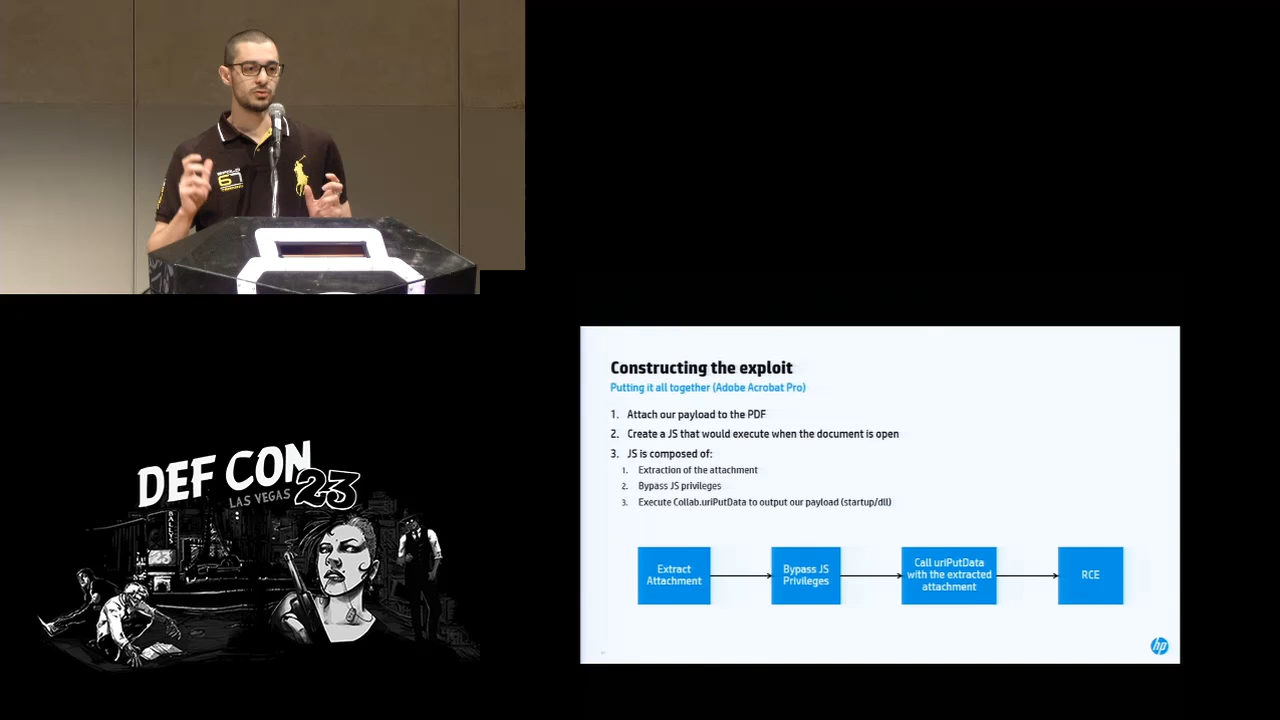 67
Constructing the exploit
Putting it all together (Adobe Acrobat Pro)
1. Attach our payload to the PDF
2. Create a JS that would execute when the document is open
3. JS is composed of:
1. Extraction of the attachment
2. Bypass JS privileges
3. Execute Collab.uriPutData to output our payload (startup/dll)
Extract
Attachment
Bypass JS
Privileges
Call uriPutData
with the extracted
attachment
RCE
hp
DEF CON
LAS VEGAS 23
BALLYS